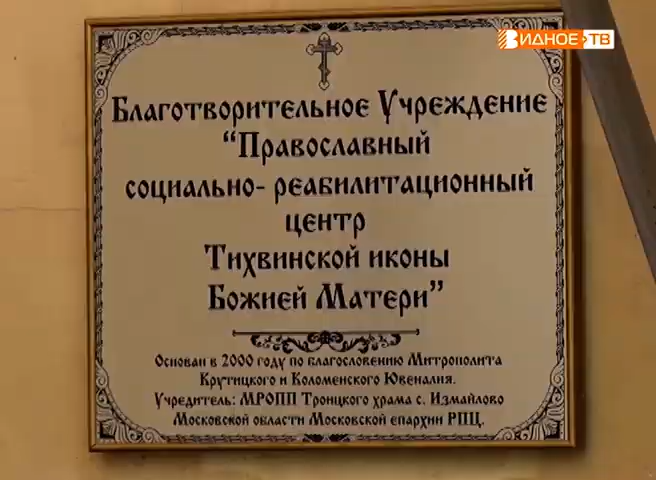 ВИДНОЕ ТВ
Благотворительное Учреждение
“Православный
социально- реабилитационный
центр
Тихвинской иконы
Божией Матери”
Основан в 2000 году по благословению Митрополита
Крутицкого и Коломенского Ювеналия.
Учредитель: МРОПП Троицкого храма с. Измайлово
Московской области Московской епархии РПЦ.